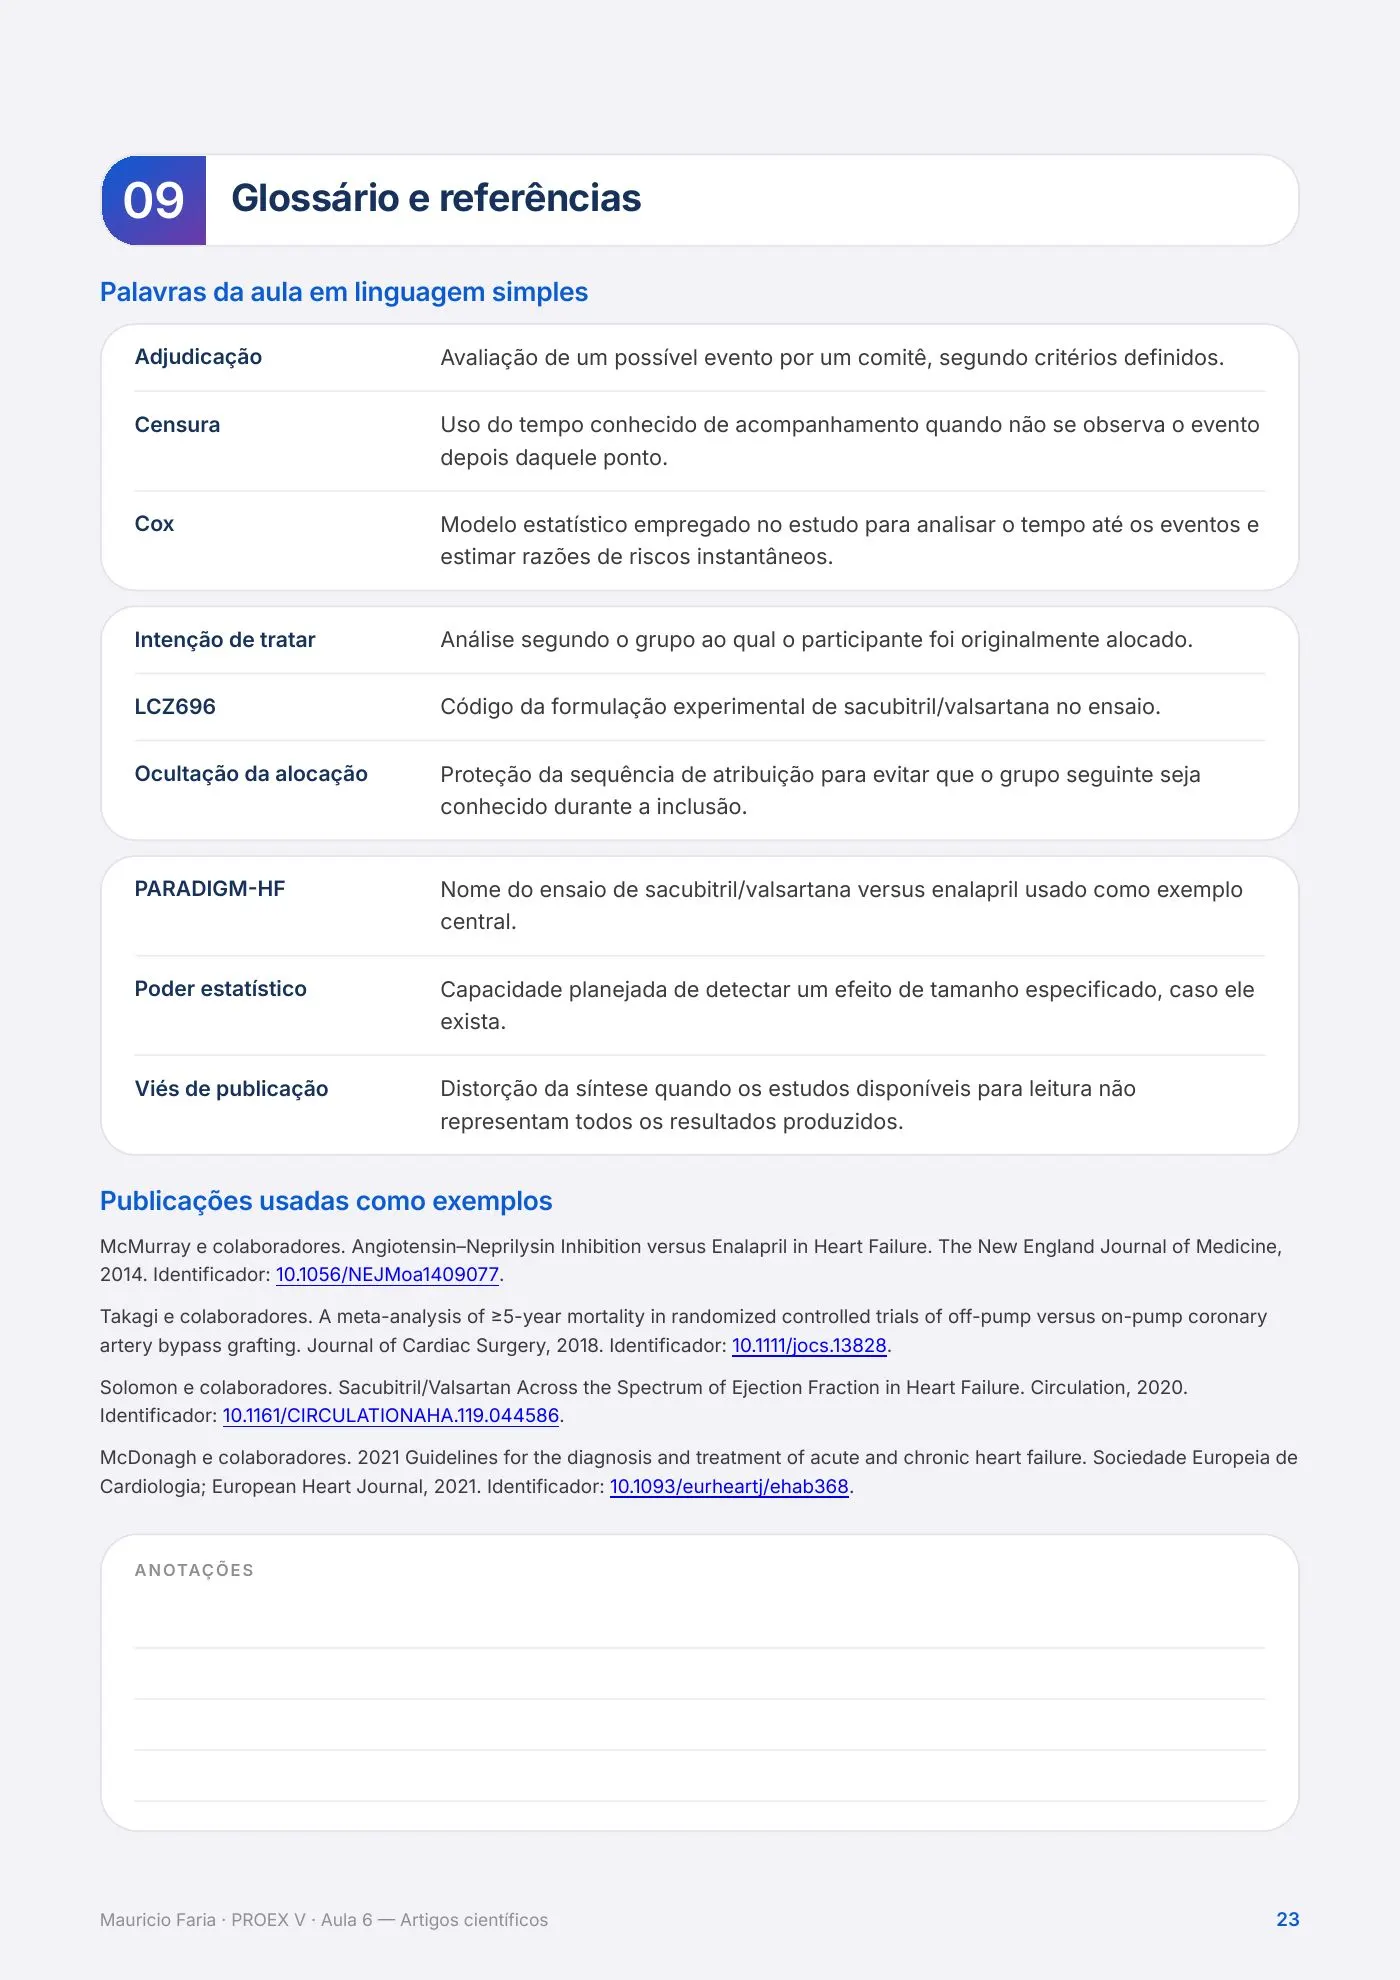 09 Glossário e referências
Palavras da aula em linguagem simples
Adjudicação Avaliação de um possível evento por um comitê, segundo critérios definidos.
Censura Uso do tempo conhecido de acompanhamento quando não se observa o evento
depois daquele ponto.
Cox Modelo estatístico empregado no estudo para analisar o tempo até os eventos e
estimar razões de riscos instantâneos.
Intenção de tratar Análise segundo o grupo ao qual o participante foi originalmente alocado.
LCZ696 Código da formulação experimental de sacubitril/valsartana no ensaio.
Ocultação da alocação Proteção da sequência de atribuição para evitar que o grupo seguinte seja
conhecido durante a inclusão.
PARADIGM-HF Nome do ensaio de sacubitril/valsartana versus enalapril usado como exemplo
central.
Poder estatístico Capacidade planejada de detectar um efeito de tamanho especificado, caso ele
exista.
Viés de publicação Distorção da síntese quando os estudos disponíveis para leitura não
representam todos os resultados produzidos.
Publicações usadas como exemplos
McMurray e colaboradores. Angiotensin–Neprilysin Inhibition versus Enalapril in Heart Failure. The New England Journal of Medicine,
2014. Identificador: 10.1056/NEJMoa1409077.
Takagi e colaboradores. A meta-analysis of ≥5-year mortality in randomized controlled trials of off-pump versus on-pump coronary
artery bypass grafting. Journal of Cardiac Surgery, 2018. Identificador: 10.1111/jocs.13828.
Solomon e colaboradores. Sacubitril/Valsartan Across the Spectrum of Ejection Fraction in Heart Failure. Circulation, 2020.
Identificador: 10.1161/CIRCULATIONAHA.119.044586.
McDonagh e colaboradores. 2021 Guidelines for the diagnosis and treatment of acute and chronic heart failure. Sociedade Europeia de
Cardiologia; European Heart Journal, 2021. Identificador: 10.1093/eurheartj/ehab368.
ANOTAÇÕES
Mauricio Faria · PROEX V · Aula 6 — Artigos científicos 23